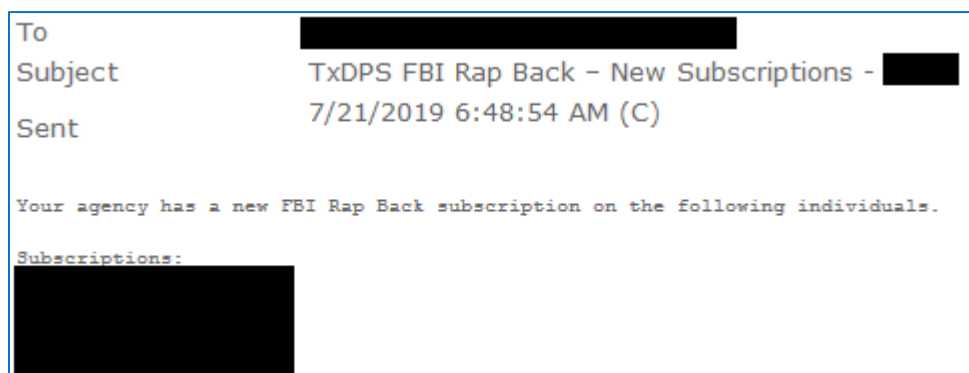 To
Subject TxDPS FBI Rap Back – New Subscriptions -
Sent 7/21/2019 6:48:54 AM (C)
Your agency has a new FBI Rap Back subscription on the following individuals.
Subscriptions: